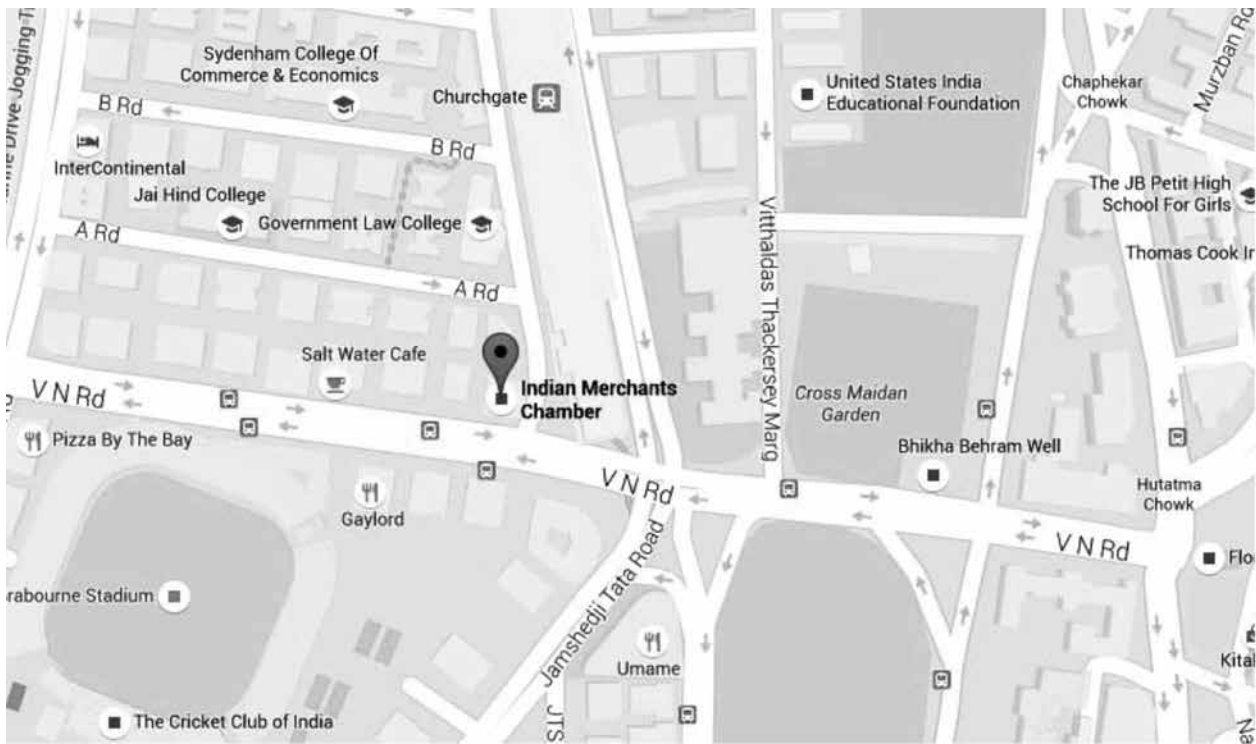 Sydenham College Of
Commerce & Economics
Churchgate
United States India
Educational Foundation
Chaphekar
Chowk
Murzban Rd
B Rd
B Rd
InterContinental
Jai Hind College
Government Law College
The JB Petit High
School For Girls
Thomas Cook In
A Rd
A Rd
Vitthaldas Thackersey Marg
Salt Water Cafe
Indian Merchants
Chamber
Cross Maidan
Garden
V N Rd
Pizza By The Bay
Bhikha Behram Well
Gaylord
V N Rd
Hutatma
Chowk
V N Rd
Flo
rabourne Stadium
Jamshedji Tata Road
Umame
Kital
JTS
The Cricket Club of India
Na